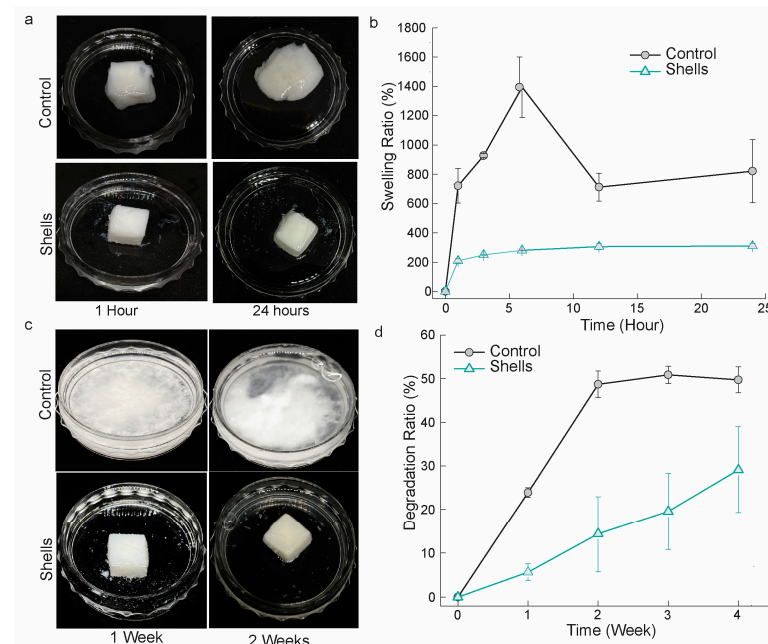 a
Control
Shells
1 Hour
24 hours
b
Swelling Ratio (%)
1800
1600
1400
1200
1000
800
600
400
200
0
0
5
10
15
20
25
Time (Hour)
Control
Shells
c
Control
Shells
1 Week
2 Weeks
d
Degradation Ratio (%)
60
50
40
30
20
10
0
0
1
2
3
4
Time (Week)
Control
Shells